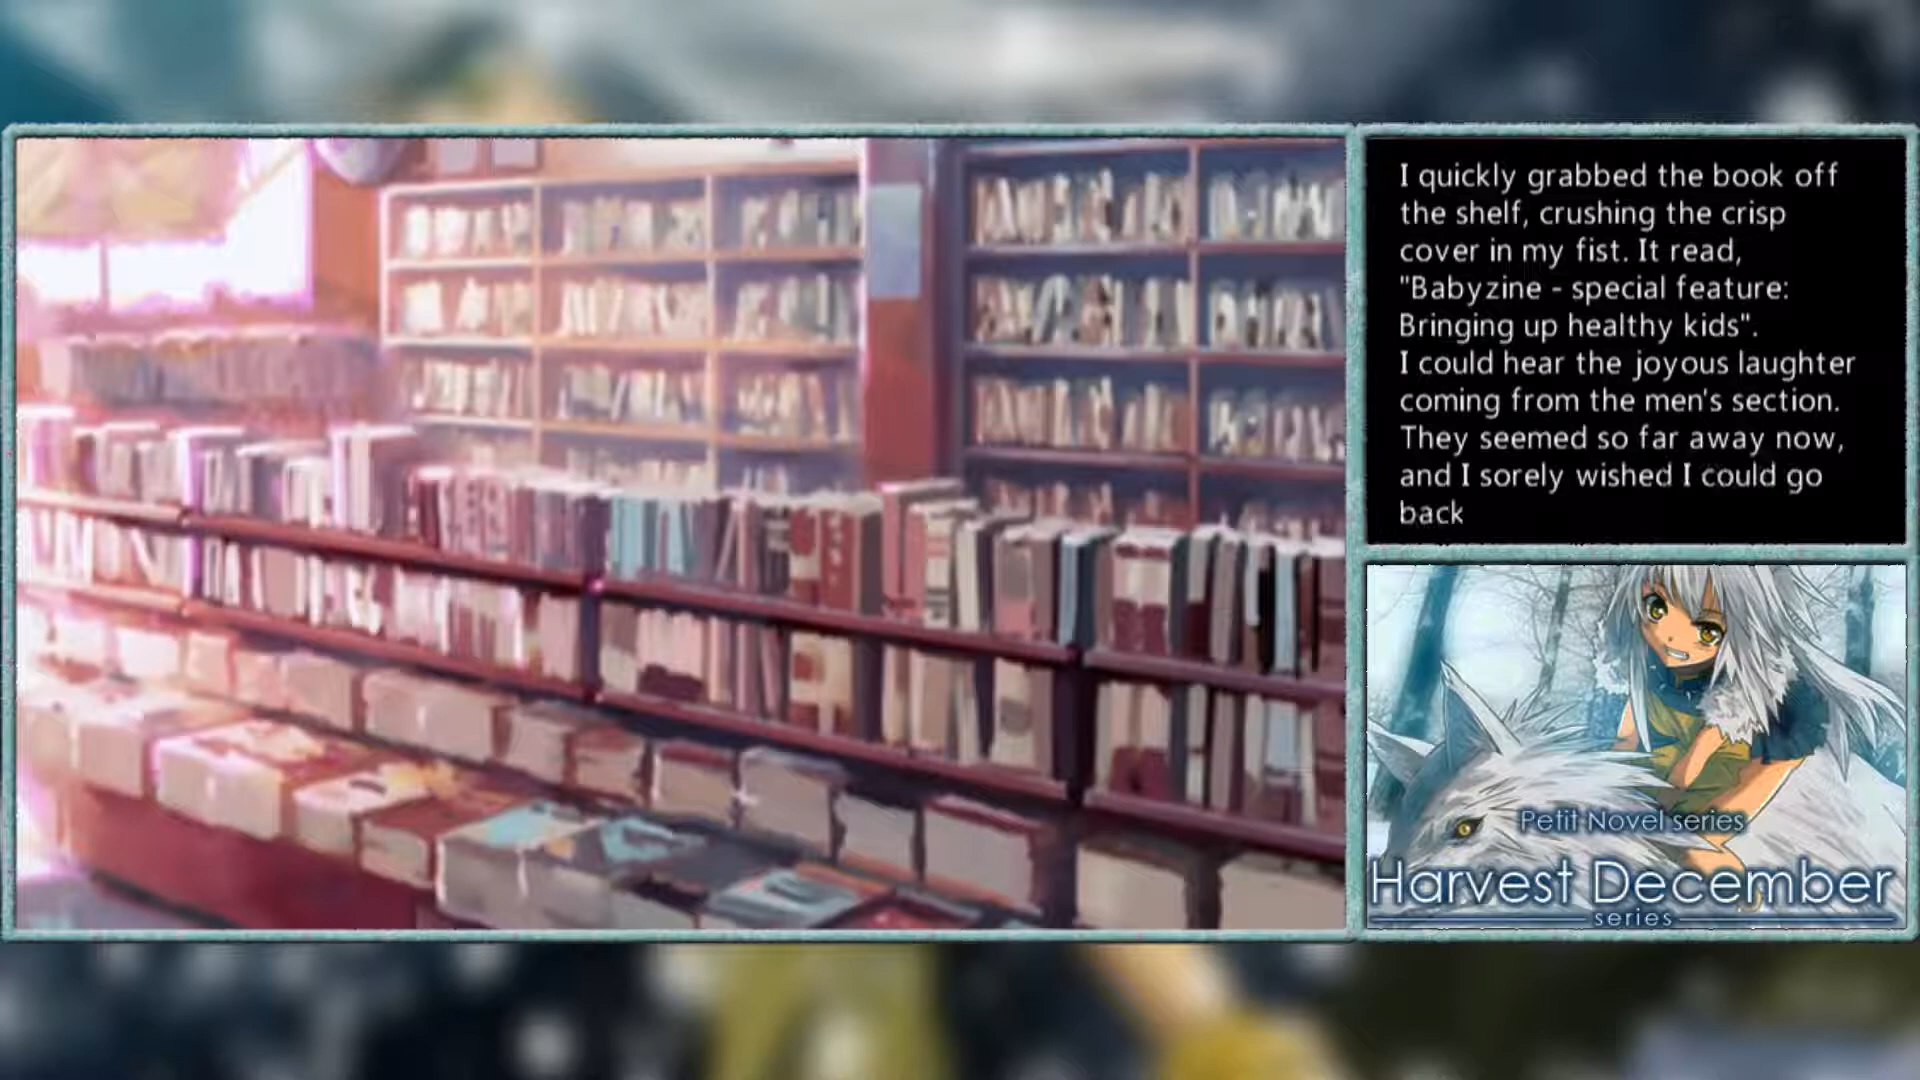 I quickly grabbed the book off
the shelf, crushing the crisp
cover in my fist. It read,
"Babyzine - special feature:
Bringing up healthy kids".
I could hear the joyous laughter
coming from the men's section.
They seemed so far away now,
and I sorely wished I could go
back
Petit Novel series
Harvest December
series